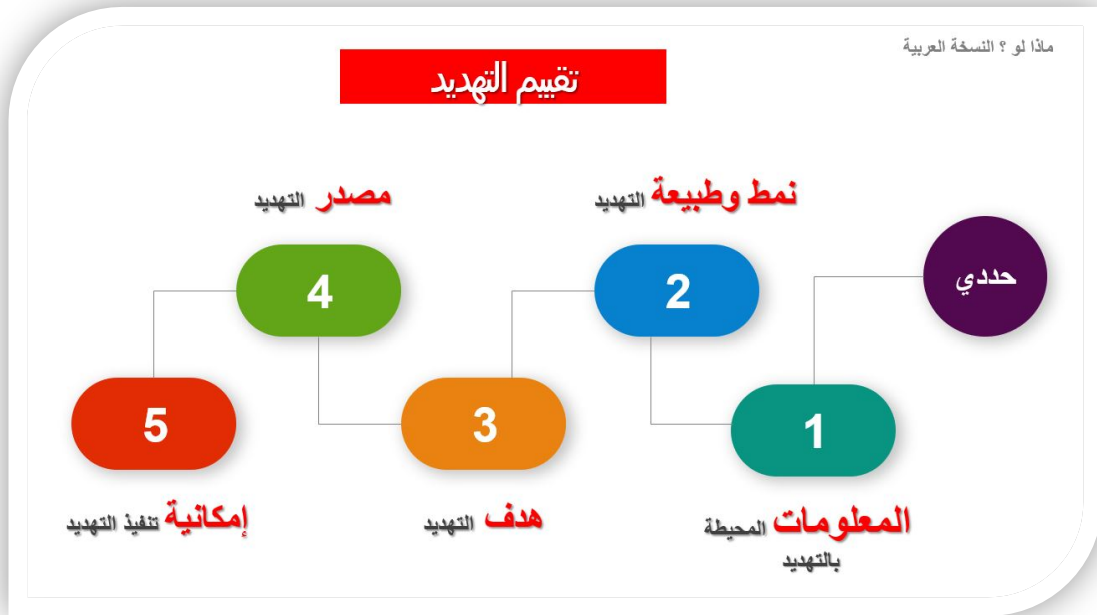 ماذا لو ؟ النسخة العربية
تقييم التهديد
حددي
1
المعلومات المحيطة
بالتهديد
2
نمط وطبيعة التهديد
3
هدف التهديد
4
مصدر التهديد
5
إمكانية تنفيذ التهديد